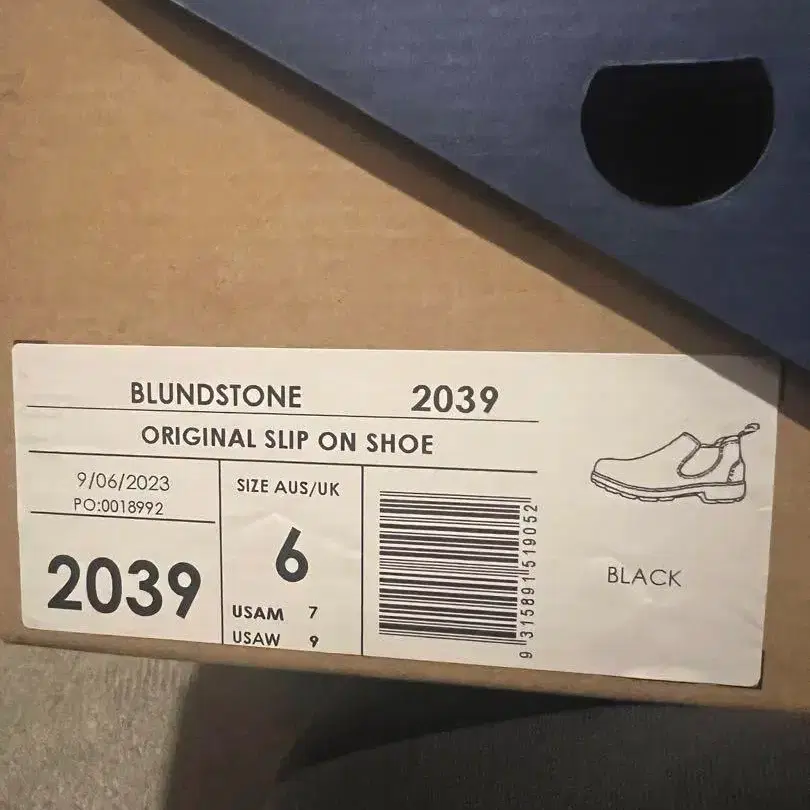 BLUNDSTONE 2039
ORIGINAL SLIP ON SHOE
9/06/2023
PO:0018992
2039
SIZE AUS/UK
6
USAM 7
USAW 9
9 315891 519052
BLACK